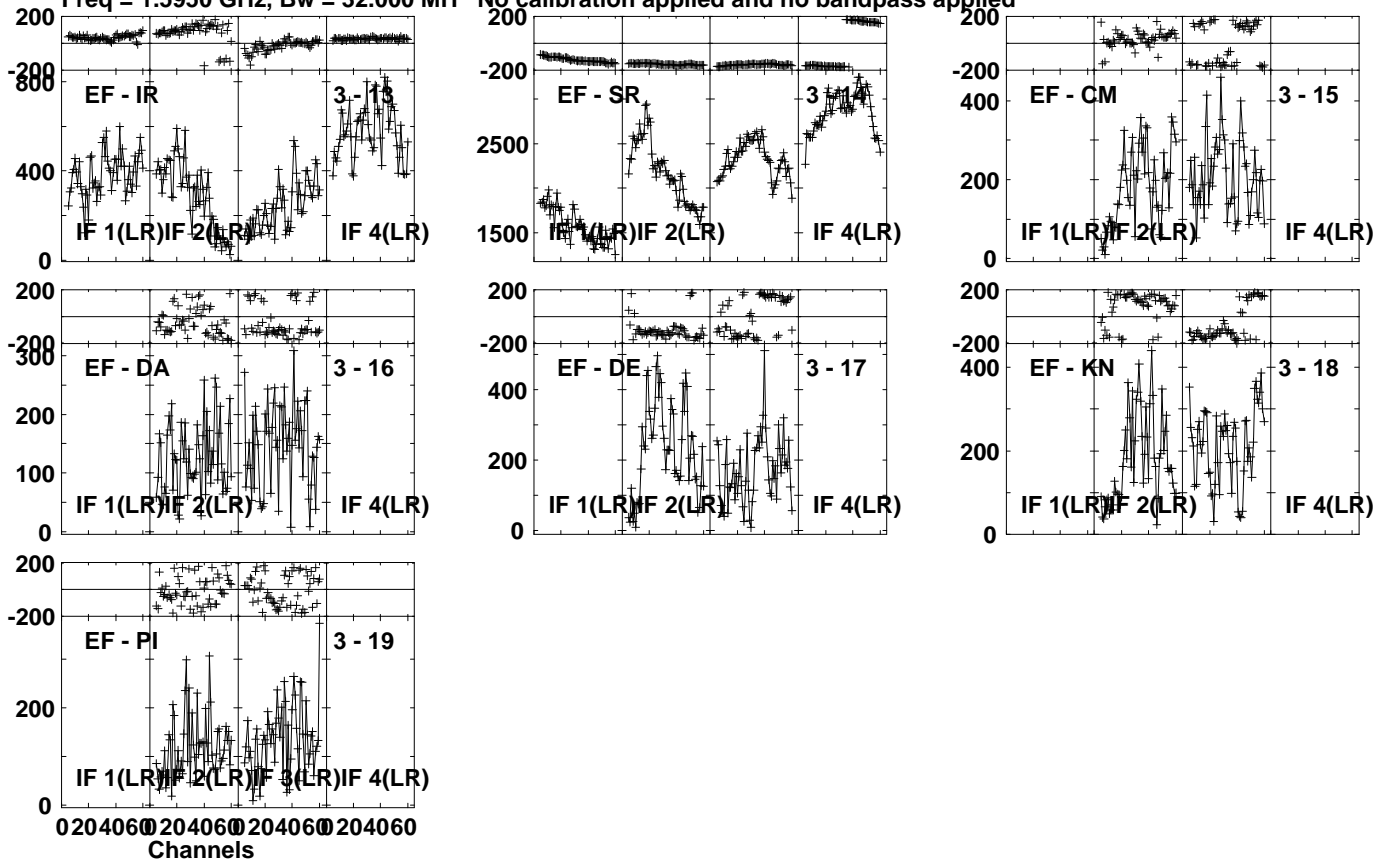 Freq = 1.5950 GHz, Bw = 32.000 MH No calibration applied and no bandpass applied
200
-200
800
400
0
EF - IR
3 - 13
IF 1(LR)
IF 2(LR)
IF 4(LR)
200
-200
2500
1500
EF - SR
3 - 14
IF 1(LR)
IF 2(LR)
IF 4(LR)
200
-200
400
200
0
EF - CM
3 - 15
IF 1(LR)
IF 2(LR)
IF 4(LR)
200
-200
300
200
100
0
EF - DA
3 - 16
IF 1(LR)
IF 2(LR)
IF 4(LR)
200
-200
400
200
0
EF - DE
3 - 17
IF 1(LR)
IF 2(LR)
IF 4(LR)
200
-200
400
200
0
EF - KN
3 - 18
IF 1(LR)
IF 2(LR)
IF 4(LR)
200
-200
200
0
EF - PI
3 - 19
IF 1(LR)
IF 2(LR)
IF 3(LR)
IF 4(LR)
0 20 40 60 0 20 40 60 0 20 40 60 0 20 40 60
Channels